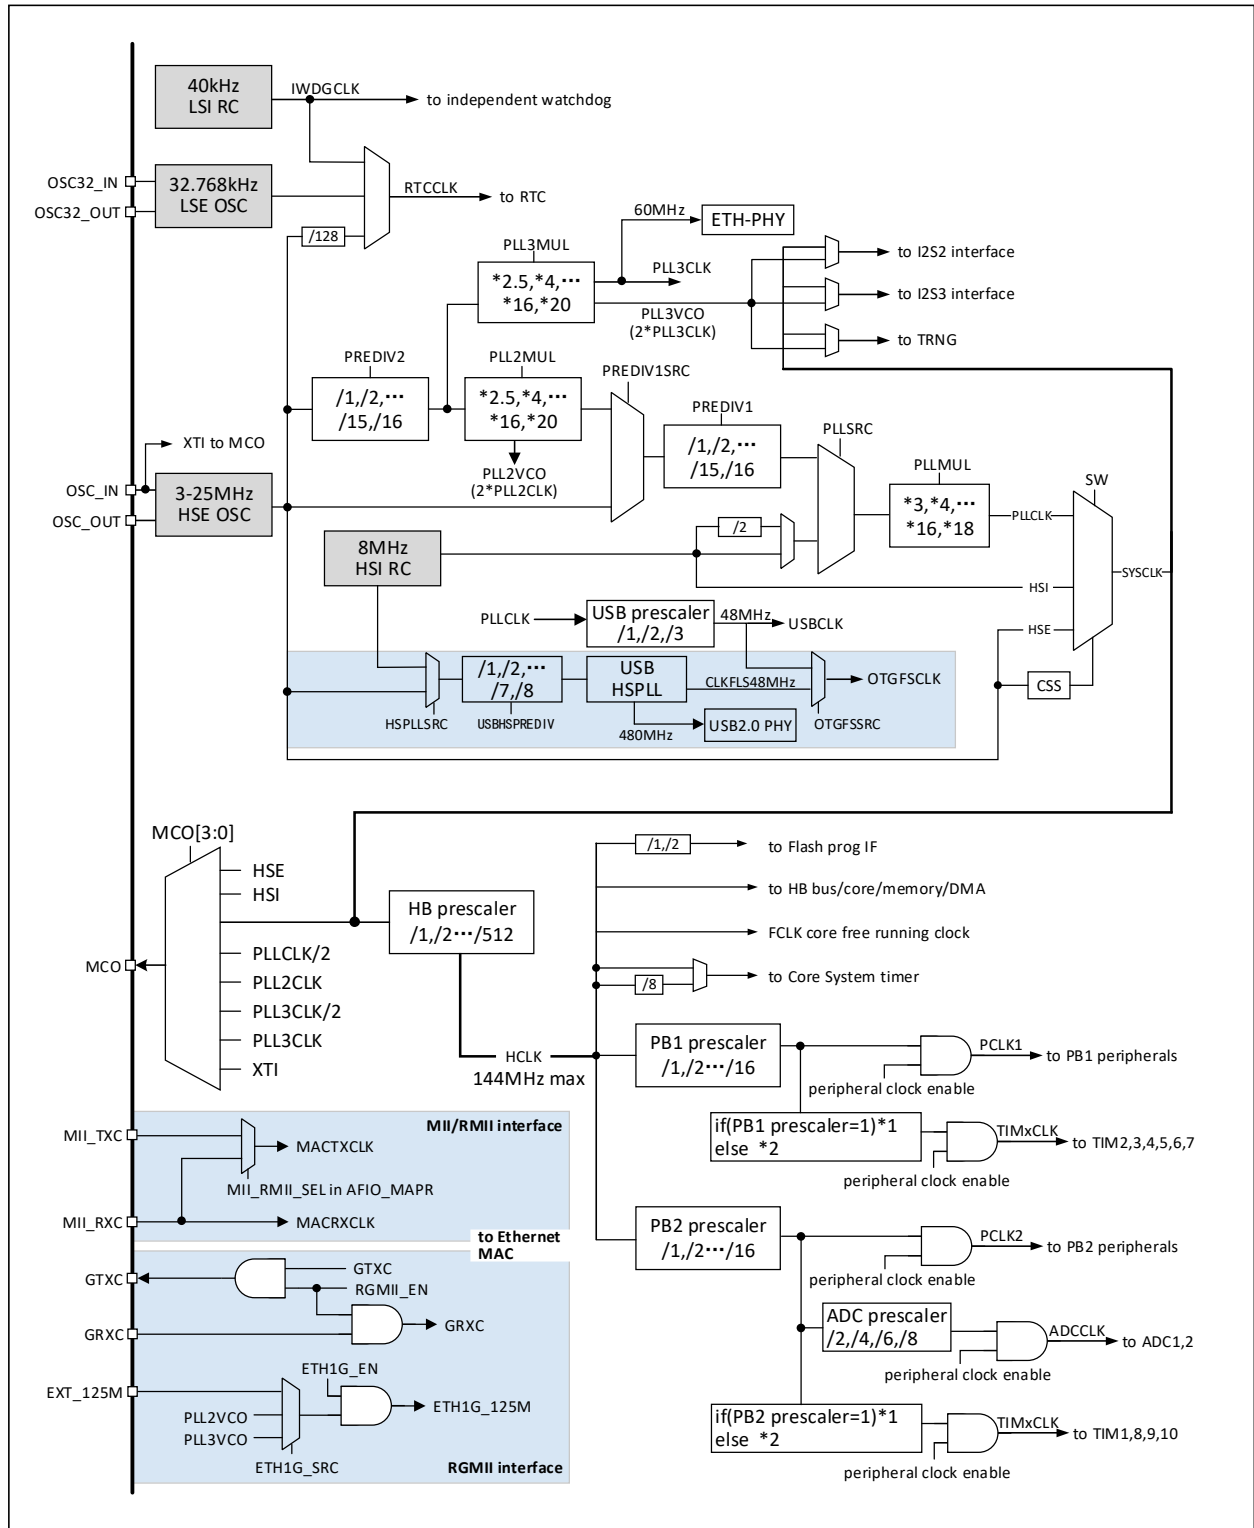 40kHz
LSI RC
IWDGCLK
to independent watchdog
OSC32_IN
OSC32_OUT
32.768kHz
LSE OSC
RTCCLK
to RTC
/128
60MHz
ETH-PHY
PLL3MUL
*2.5,*4,···
*16,*20
PLL3CLK
PLL3VCO
(2*PLL3CLK)
to I2S2 interface
to I2S3 interface
to TRNG
PREDIV2
/1,/2,···
/15,/16
PLL2MUL
*2.5,*4,···
*16,*20
PLL2VCO
(2*PLL2CLK)
PREDIV1SRC
PREDIV1
/1,/2,···
/15,/16
PLLSRC
PLLMUL
*3,*4,···
*16,*18
PLLCLK
SW
SYSCLK
XTI to MCO
OSC_IN
OSC_OUT
3-25MHz
HSE OSC
/2
8MHz
HSI RC
HSI
HSE
CSS
PLLCLK
USB prescaler
/1,/2,/3
48MHz
USBCLK
/1,/2,···
/7,/8
USB
HSPLL
CLKFLS48MHz
OTGFSCLK
HSPLLSRC
USBHSPREDIV
480MHz
USB2.0 PHY
OTGFSSRC
MCO[3:0]
HSE
HSI
PLLCLK/2
PLL2CLK
PLL3CLK/2
PLL3CLK
XTI
MCO
HB prescaler
/1,/2···/512
/1,/2
to Flash prog IF
to HB bus/core/memory/DMA
FCLK core free running clock
/8
to Core System timer
HCLK
144MHz max
PB1 prescaler
/1,/2···/16
PCLK1
to PB1 peripherals
peripheral clock enable
if(PB1 prescaler=1)*1
else *2
TIMxCLK
to TIM2,3,4,5,6,7
peripheral clock enable
PB2 prescaler
/1,/2···/16
PCLK2
to PB2 peripherals
peripheral clock enable
ADC prescaler
/2,/4,/6,/8
ADCCLK
to ADC1,2
peripheral clock enable
if(PB2 prescaler=1)*1
else *2
TIMxCLK
to TIM1,8,9,10
peripheral clock enable
MII/RMII interface
MII_TXC
MACTXCLK
MII_RMII_SEL in AFIO_MAPR
MII_RXC
MACRXCLK
to Ethernet
MAC
GTXC
GTXC
RGMII_EN
GRXC
GRXC
ETH1G_EN
EXT_125M
ETH1G_125M
PLL2VCO
PLL3VCO
ETH1G_SRC
RGMII interface